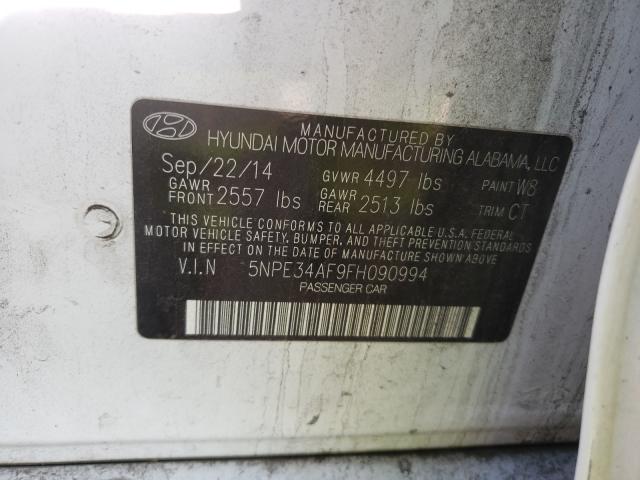 MANUFACTURED BY
HYUNDAI MOTOR MANUFACTURING ALABAMA, LLC
Sep/22/14 GVWR 4497 lbs PAINT W8
GAWR FRONT 2557 lbs GAWR REAR 2513 lbs TRIM CT
THIS VEHICLE CONFORMS TO ALL APPLICABLE U.S.A. FEDERAL
MOTOR VEHICLE SAFETY, BUMPER, AND THEFT PREVENTION STANDARDS
IN EFFECT ON THE DATE OF MANUFACTURE SHOWN ABOVE.
V.I.N 5NPE34AF9FH090994
PASSENGER CAR